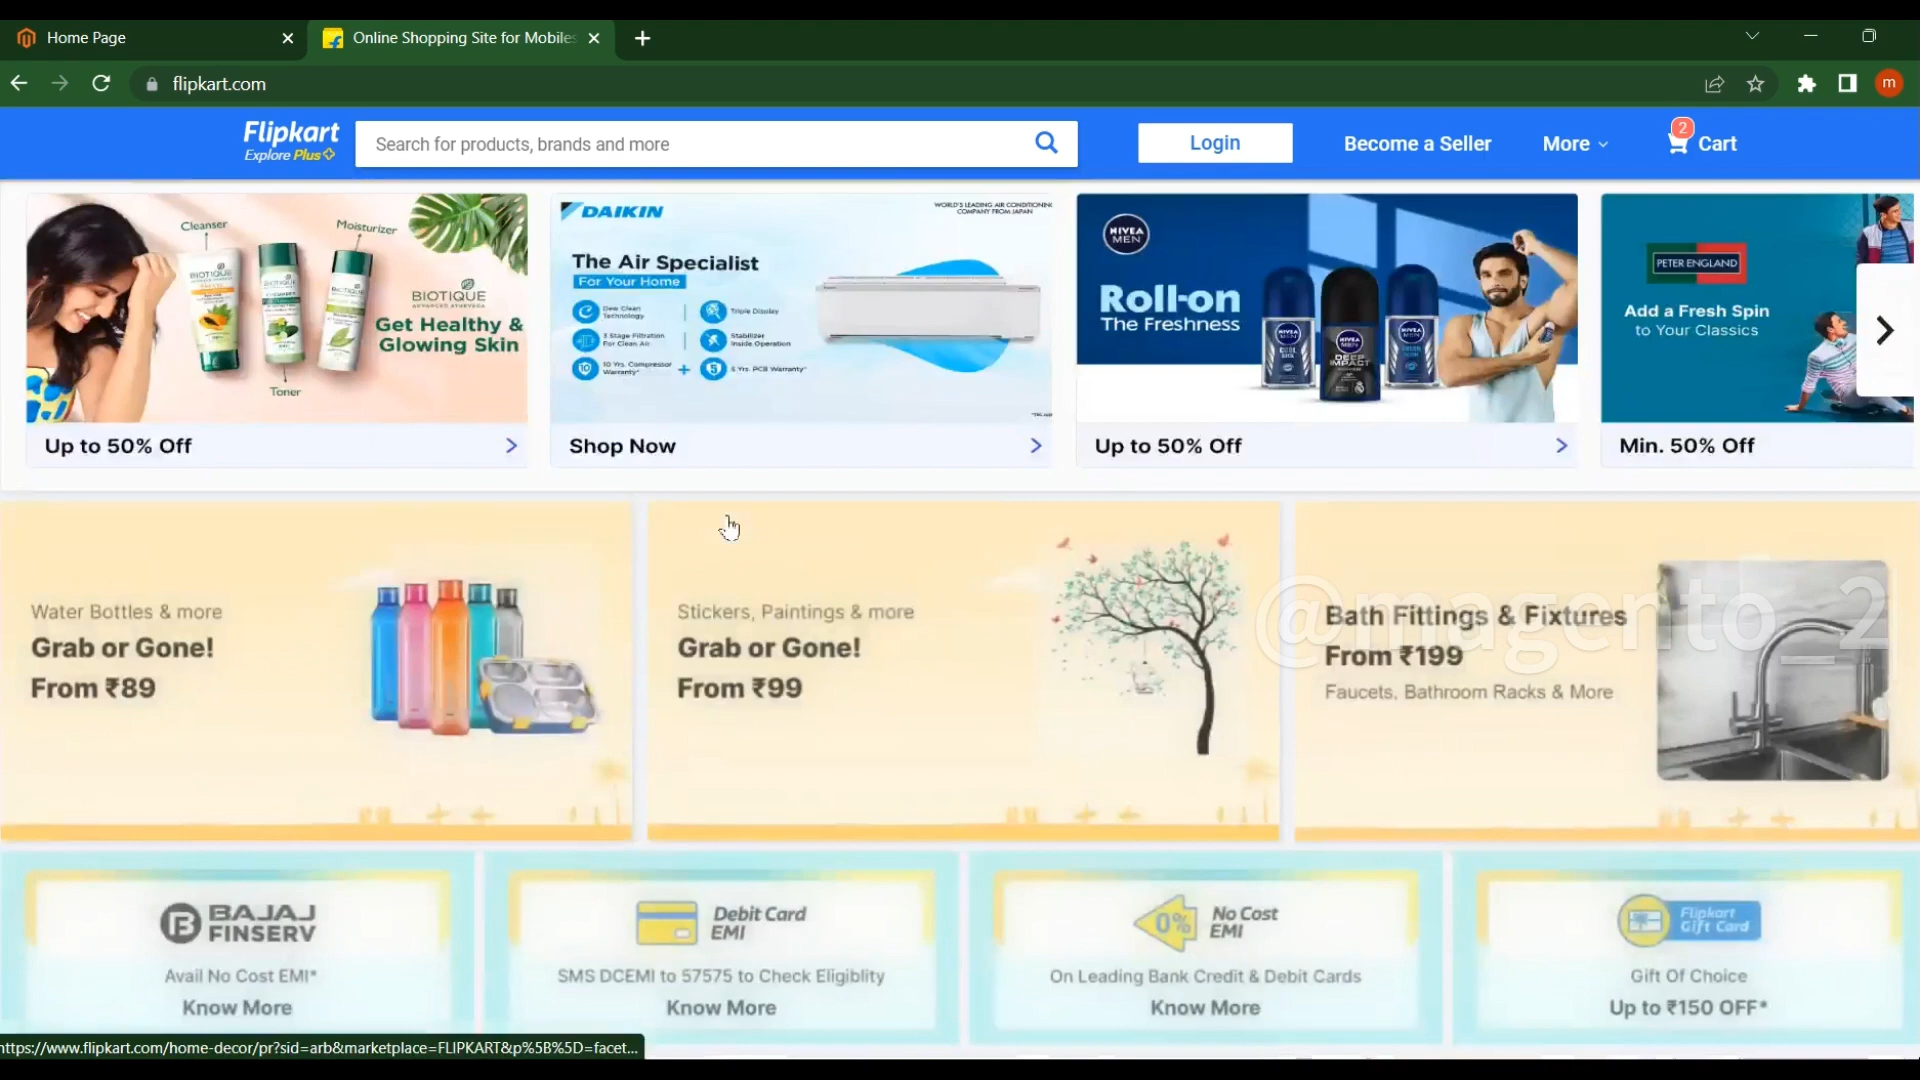 Home Page
Online Shopping Site for Mobiles
flipkart.com
m
Flipkart
Explore Plus
Search for products, brands and more
Login
Become a Seller
More
2
Cart
Cleanser
Moisturizer
BIOTIQUE
ADVANCED AYURVEDA
Get Healthy &
Glowing Skin
Toner
Up to 50% Off
DAIKIN
WORLD'S LEADING AIR CONDITIONING
COMPANY FROM JAPAN
The Air Specialist
For Your Home
Dew Clean
Technology
Triple Display
3 Stage Filtration
For Clean Air
Stabilizer
Inside Operation
10
10 Yrs. Compressor
Warranty*
5
5 Yrs. PCB Warranty*
Shop Now
NIVEA
MEN
Roll-on
The Freshness
NIVEA
MEN
DEEP
IMPACT
Up to 50% Off
PETER ENGLAND
Add a Fresh Spin
to Your Classics
Min. 50% Off
Water Bottles & more
Grab or Gone!
From ₹89
Stickers, Paintings & more
Grab or Gone!
From ₹99
@magento_2
Bath Fittings & Fixtures
From ₹199
Faucets, Bathroom Racks & More
BAJAJ
FINSERV
Avail No Cost EMI*
Know More
Debit Card
EMI
SMS DCEMI to 57575 to Check Eligiblity
Know More
0%
No Cost
EMI
On Leading Bank Credit & Debit Cards
Know More
Flipkart
Gift Card
Gift Of Choice
Up to ₹150 OFF*
https://www.flipkart.com/home-decor/pr?sid=arb&marketplace=FLIPKART&p%5B%5D=facet...